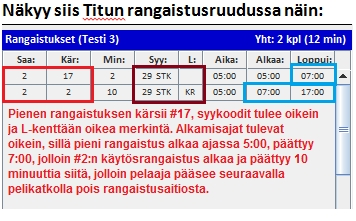 Näkyy siis Titun rangaistusruudussa näin:
Rangaistukset (Testi 3) Yht: 2 kpl (12 min)
Saa: Kär: Min: Syy: L: Aika: Alkaa: Loppui:
2 17 2 29 STK 05:00 05:00 07:00
2 2 10 29 STK KR 05:00 07:00 17:00
Pienen rangaistuksen kärsii #17, syykoodit tulee oikein
ja L-kenttään oikea merkintä. Alkamisajat tulevat
oikein, sillä pieni rangaistus alkaa ajassa 5:00, päättyy
7:00, jolloin #2:n käytösrangaistus alkaa ja päättyy 10
minuuttia siitä, jolloin pelaaja pääsee seuraavalla
pelikatkolla pois rangaistusaitiosta.